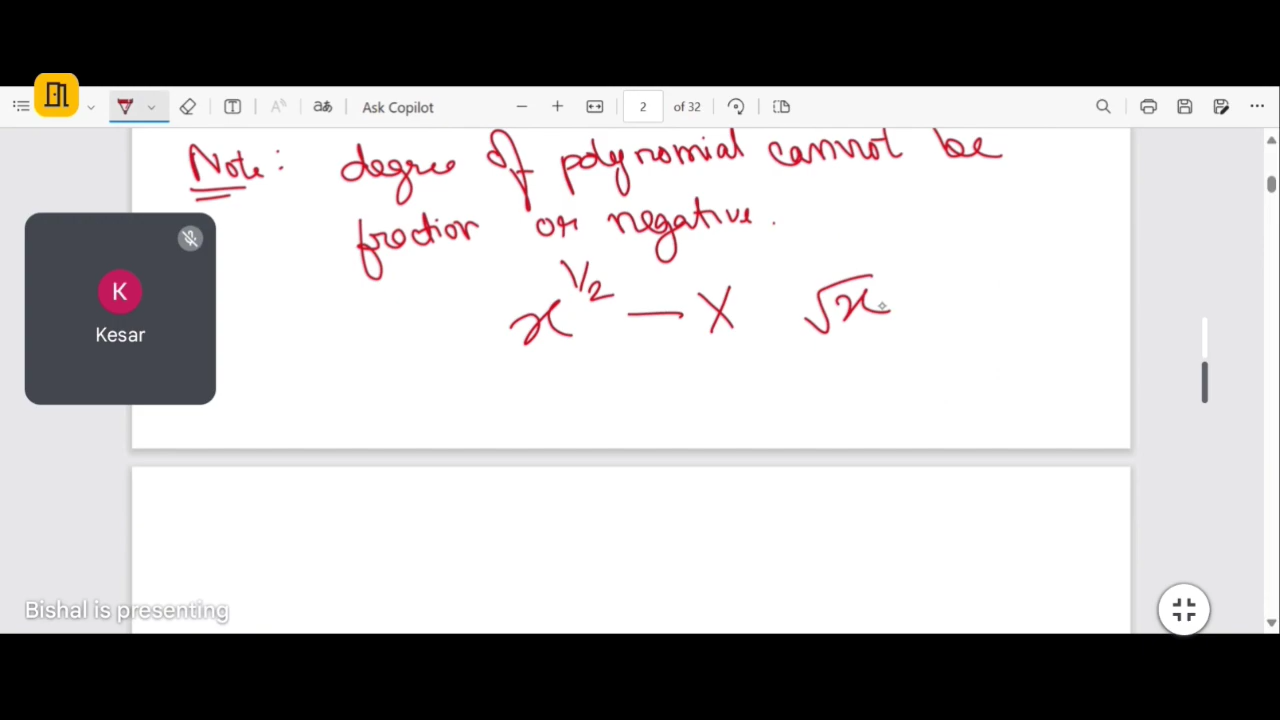 Ask Copilot
2 of 32
Note: degree of polynomial cannot be
fraction or negative.
x^1/2 — X √x
K
Kesar
Bishal is presenting